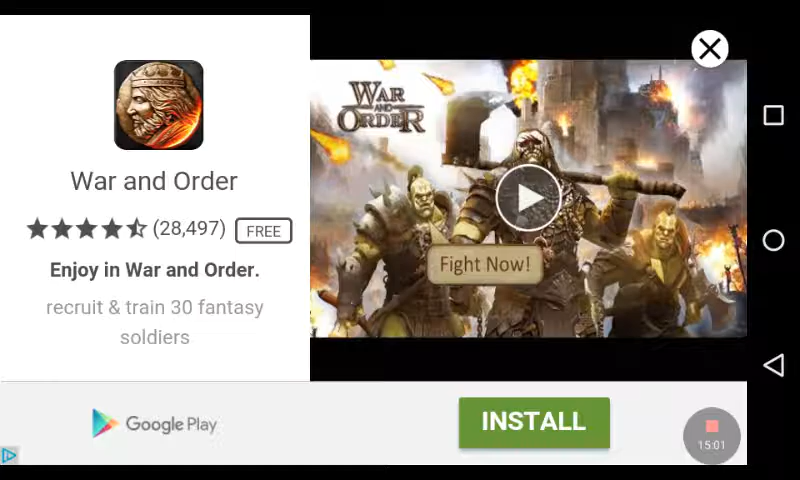 War and Order
(28,497) FREE
Enjoy in War and Order.
recruit & train 30 fantasy
soldiers
WAR
AND
ORDER
Fight Now!
Google Play
INSTALL
15:01